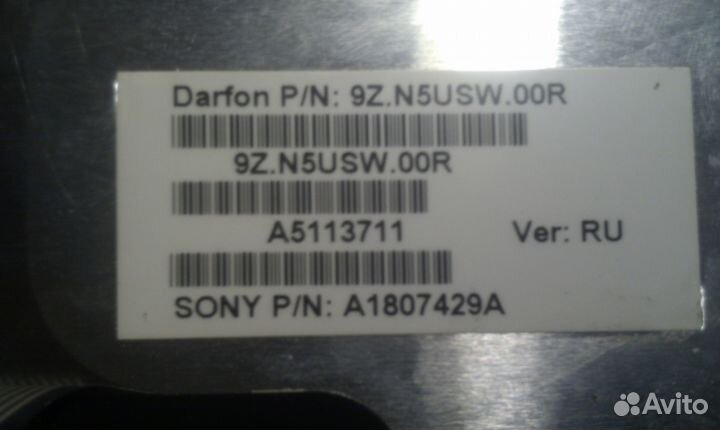 Darfon P/N: 9Z.N5USW.00R
9Z.N5USW.00R
A5113711
Ver: RU
SONY P/N: A1807429A
Avito